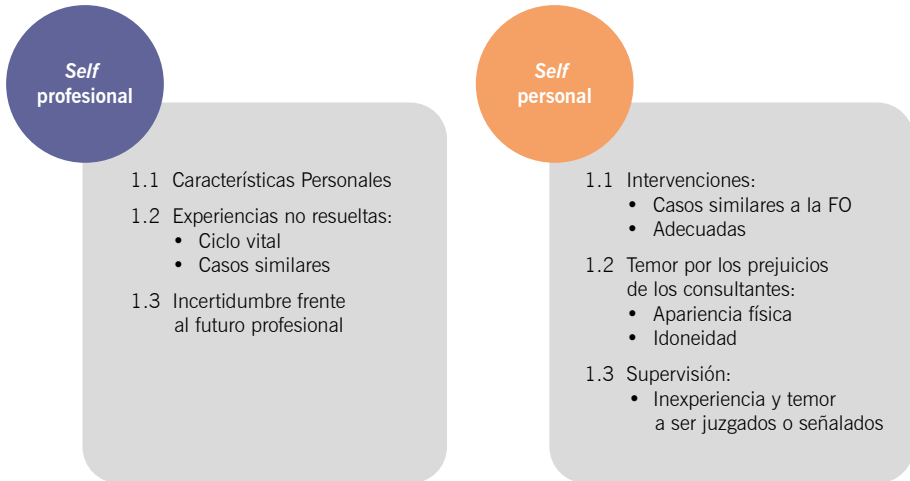 Self
profesional
1.1 Características Personales
1.2 Experiencias no resueltas:
• Ciclo vital
• Casos similares
1.3 Incertidumbre frente
al futuro profesional
Self
personal
1.1 Intervenciones:
• Casos similares a la FO
• Adecuadas
1.2 Temor por los prejuicios
de los consultantes:
• Apariencia física
• Idoneidad
1.3 Supervisión:
• Inexperiencia y temor
a ser juzgados o señalados